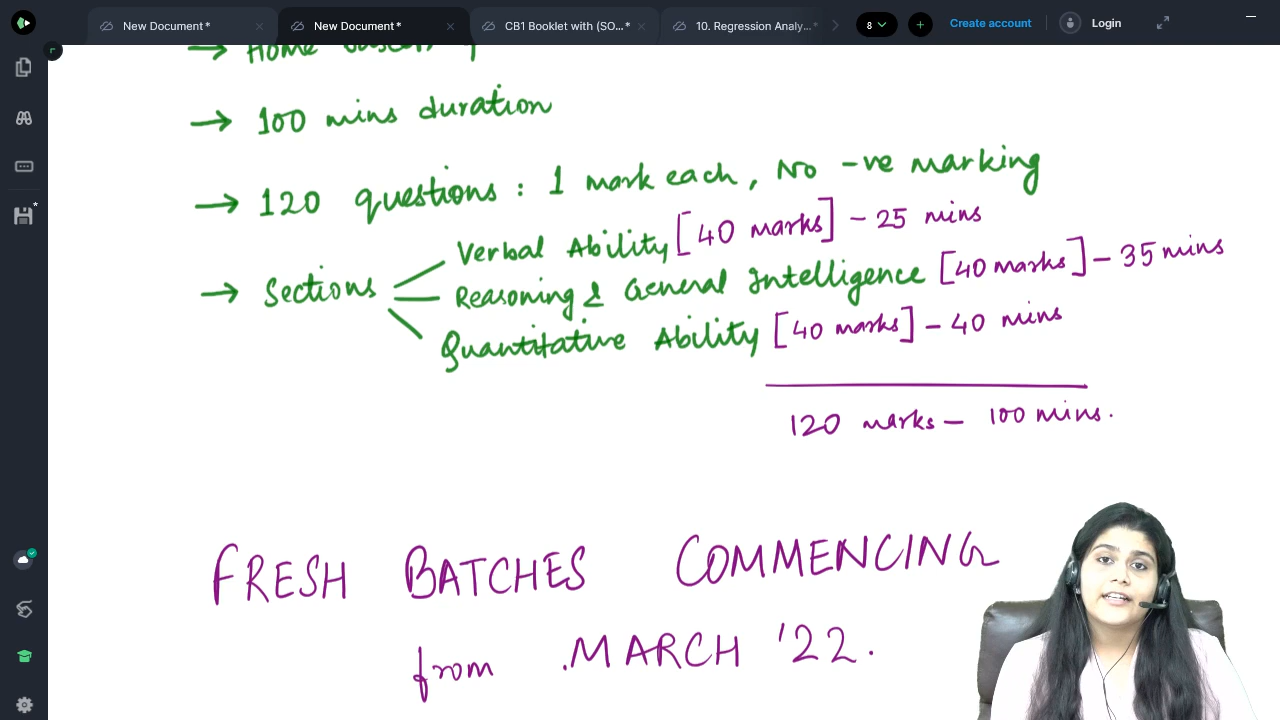 New Document*
New Document*
CB1 Booklet with (SO...*
10. Regression Analy...*
8
Create account
Login
→ Home
→ 100 mins duration
→ 120 questions : 1 mark each, No -ve marking
→ Sections
Verbal Ability [40 marks] - 25 mins
Reasoning & General Intelligence [40 marks] - 35 mins
Quantitative Ability [40 marks] - 40 mins
120 marks - 100 mins.
FRESH BATCHES COMMENCING
from MARCH '22.